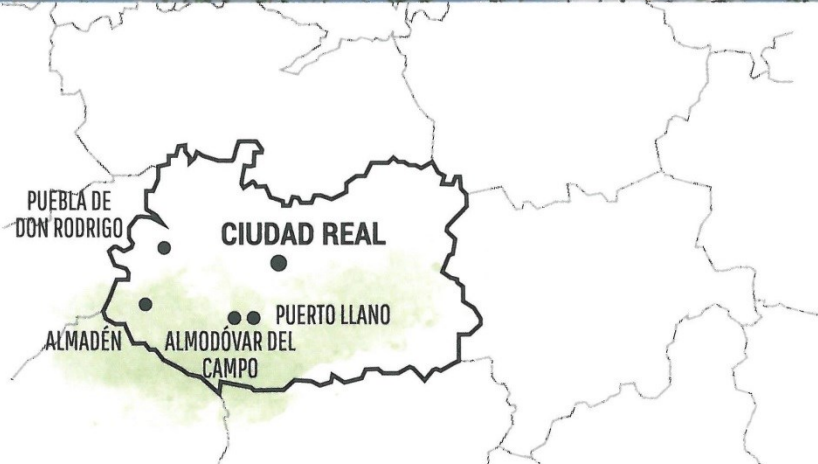 PUEBLA DE
DON RODRIGO
CIUDAD REAL
PUERTO LLANO
ALMADÉN
ALMODÓVAR DEL
CAMPO